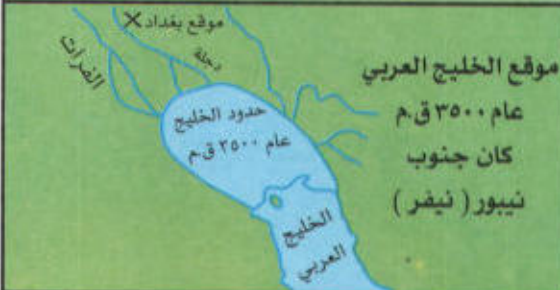 موقع الخليج العربي
عام ٣٥٠٠ ق.م
كان جنوب
نيبور ( نيفر )
موقع بغداد
دجلة
الفرات
حدود الخليج
عام ٣٥٠٠ ق.م
الخليج
العربي